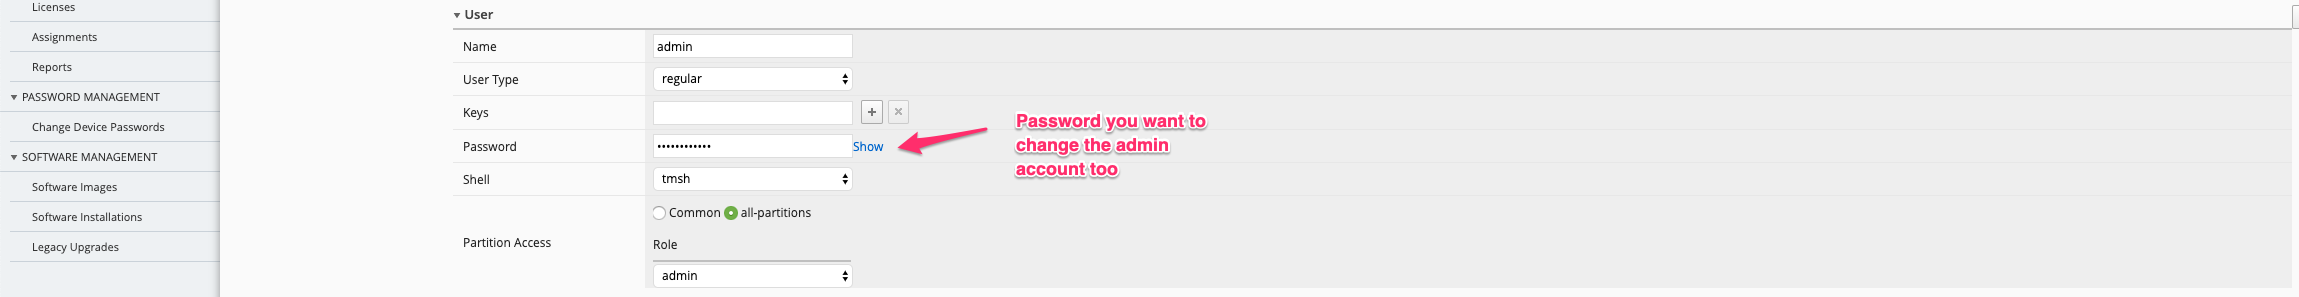 Licenses
Assignments
Reports
PASSWORD MANAGEMENT
Change Device Passwords
SOFTWARE MANAGEMENT
Software Images
Software Installations
Legacy Upgrades
User
Name
admin
User Type
regular
Keys
Password
••••••••••••
Show
Shell
tmsh
Partition Access
Common
all-partitions
Role
admin
Password you want to
change the admin
account too